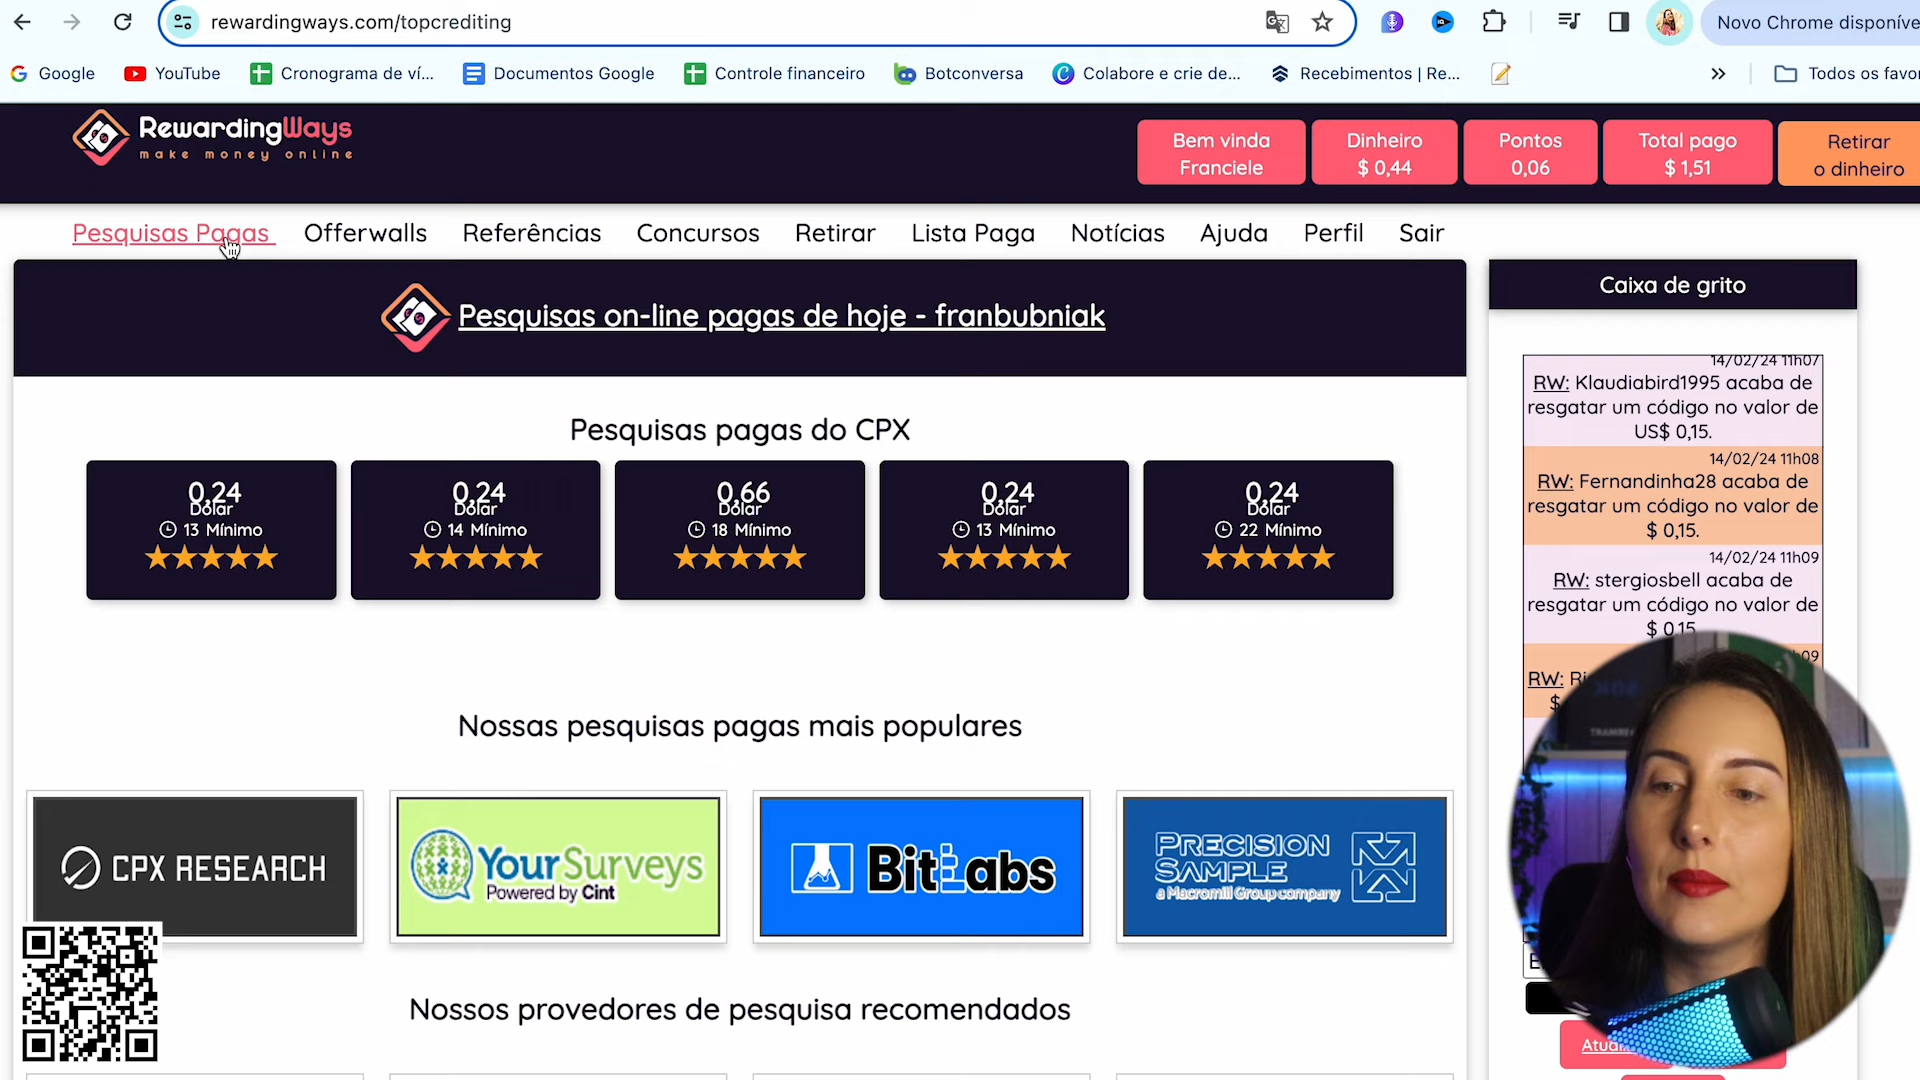 rewardingways.com/topcrediting
Novo Chrome disponíve
Google
YouTube
Cronograma de ví...
Documentos Google
Controle financeiro
Botconversa
Colabore e crie de...
Recebimentos | Re...
»
Todos os favo
RewardingWays
make money online
Bem vinda
Franciele
Dinheiro
$ 0,44
Pontos
0,06
Total pago
$ 1,51
Retirar
o dinheiro
Pesquisas Pagas
Offerwalls
Referências
Concursos
Retirar
Lista Paga
Notícias
Ajuda
Perfil
Sair
Pesquisas on-line pagas de hoje - franbubniak
Pesquisas pagas do CPX
0,24
Dólar
13 Mínimo
0,24
Dólar
14 Mínimo
0,66
Dólar
18 Mínimo
0,24
Dólar
13 Mínimo
0,24
Dólar
22 Mínimo
Nossas pesquisas pagas mais populares
CPX RESEARCH
YourSurveys
Powered by Cint
BitLabs
PRECISION
SAMPLE
a Macromill Group company
Nossos provedores de pesquisa recomendados
Caixa de grito
14/02/24 11h07
RW: Klaudiabird1995 acaba de
resgatar um código no valor de
US$ 0,15.
14/02/24 11h08
RW: Fernandinha28 acaba de
resgatar um código no valor de
$ 0,15.
14/02/24 11h09
RW: stergiosbell acaba de
resgatar um código no valor de
$ 0,15
h09
RW: Ri
$
E
Atua